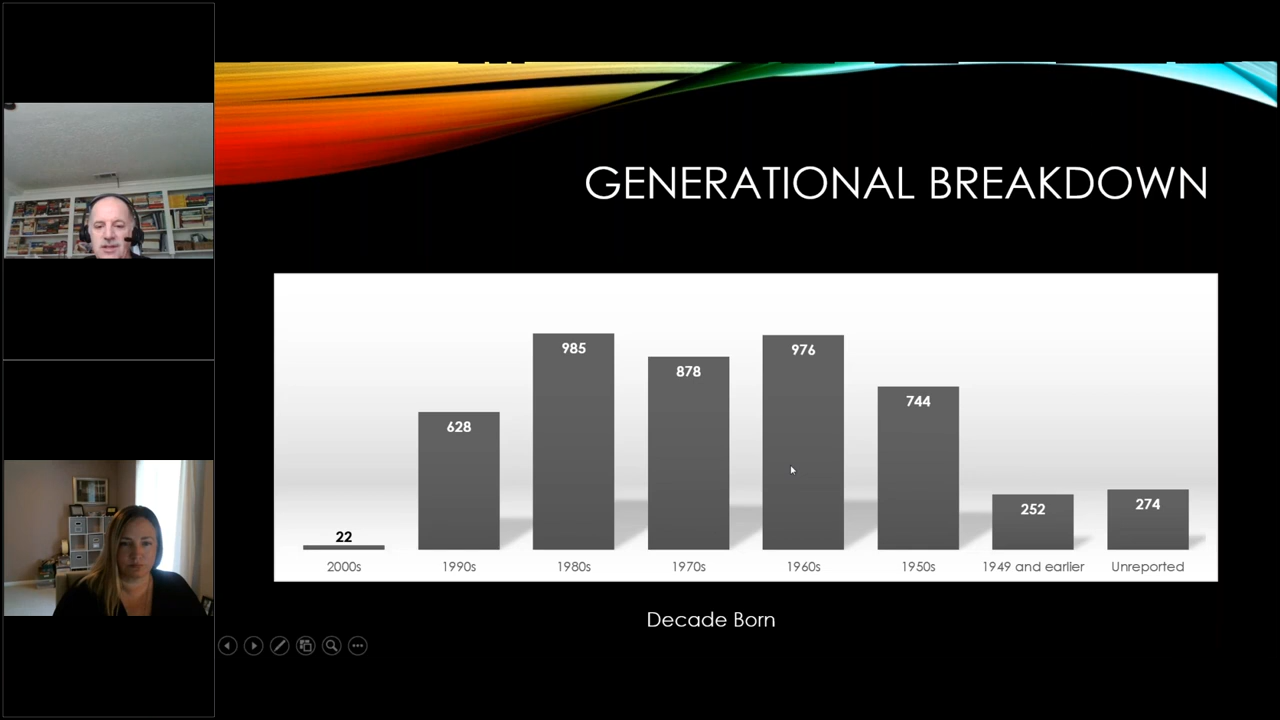 GENERATIONAL BREAKDOWN
22
628
985
878
976
744
252
274
2000s
1990s
1980s
1970s
1960s
1950s
1949 and earlier
Unreported
Decade Born